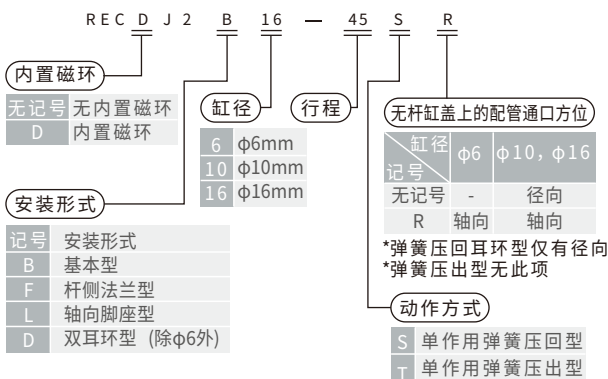 REC D J 2 B 16 — 45 S R
内置磁环
无记号 无内置磁环
D 内置磁环
安装形式
记号 安装形式
B 基本型
F 杆侧法兰型
L 轴向脚座型
D 双耳环型 (除φ6外)
缸径
6 φ6mm
10 φ10mm
16 φ16mm
行程
无杆缸盖上的配管通口方位
缸径 φ6 φ10, φ16
记号
无记号 - 径向
R 轴向 轴向
*弹簧压回耳环型仅有径向
*弹簧压出型无此项
动作方式
S 单作用弹簧压回型
T 单作用弹簧压出型